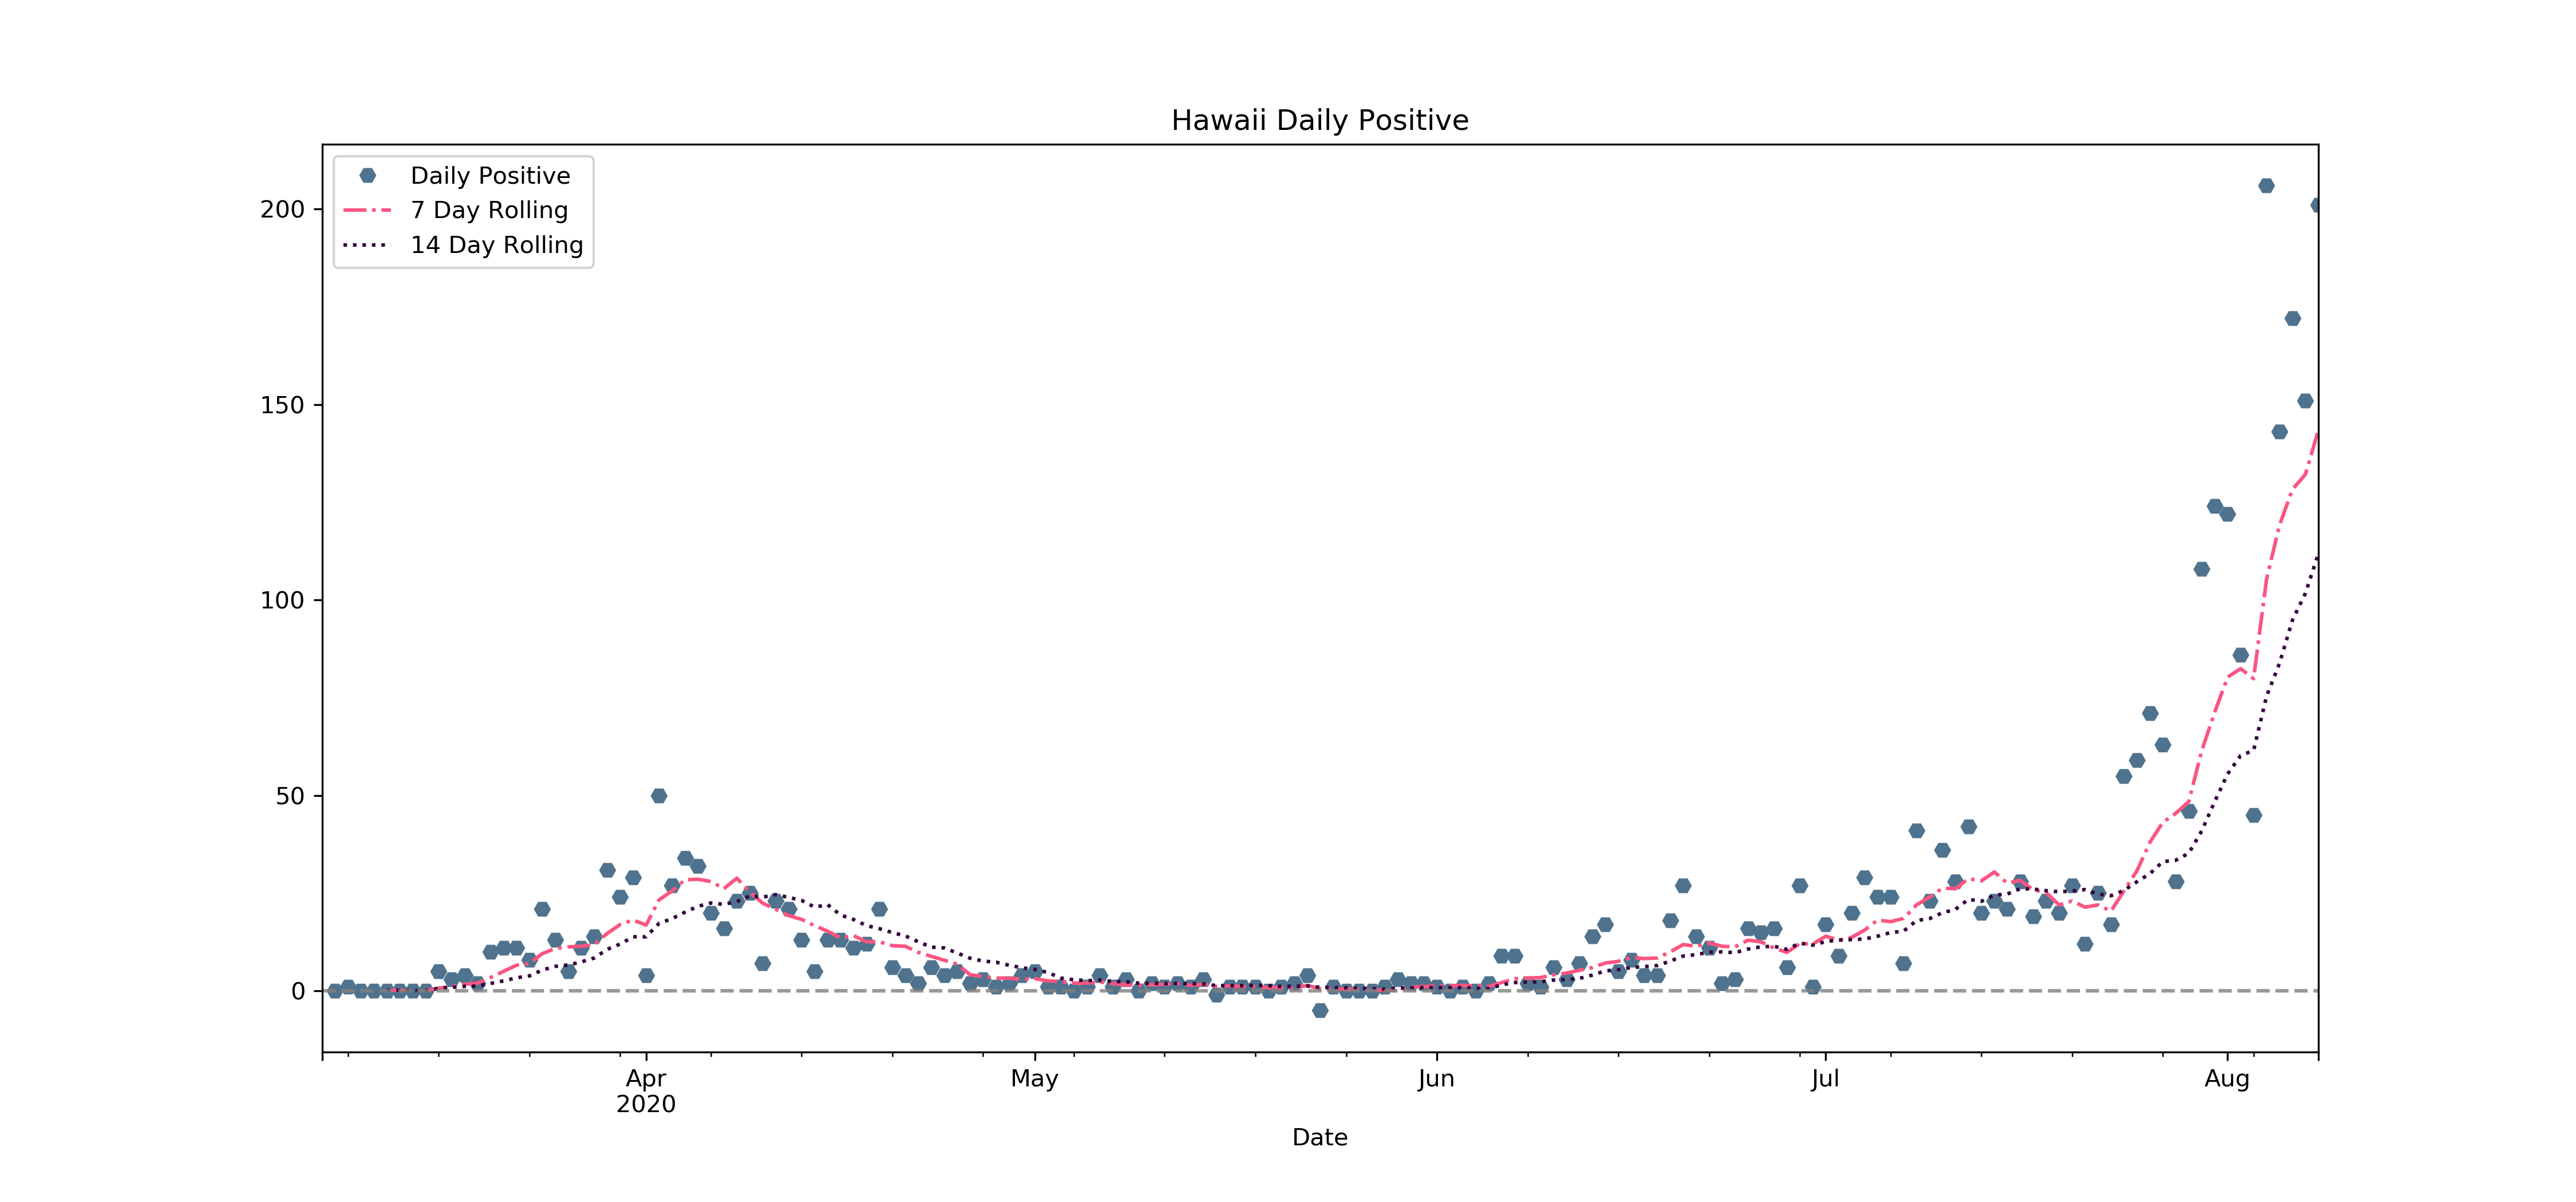 Hawaii Daily Positive
Daily Positive
7 Day Rolling
14 Day Rolling
200
150
100
50
0
Apr
2020
May
Jun
Jul
Aug
Date